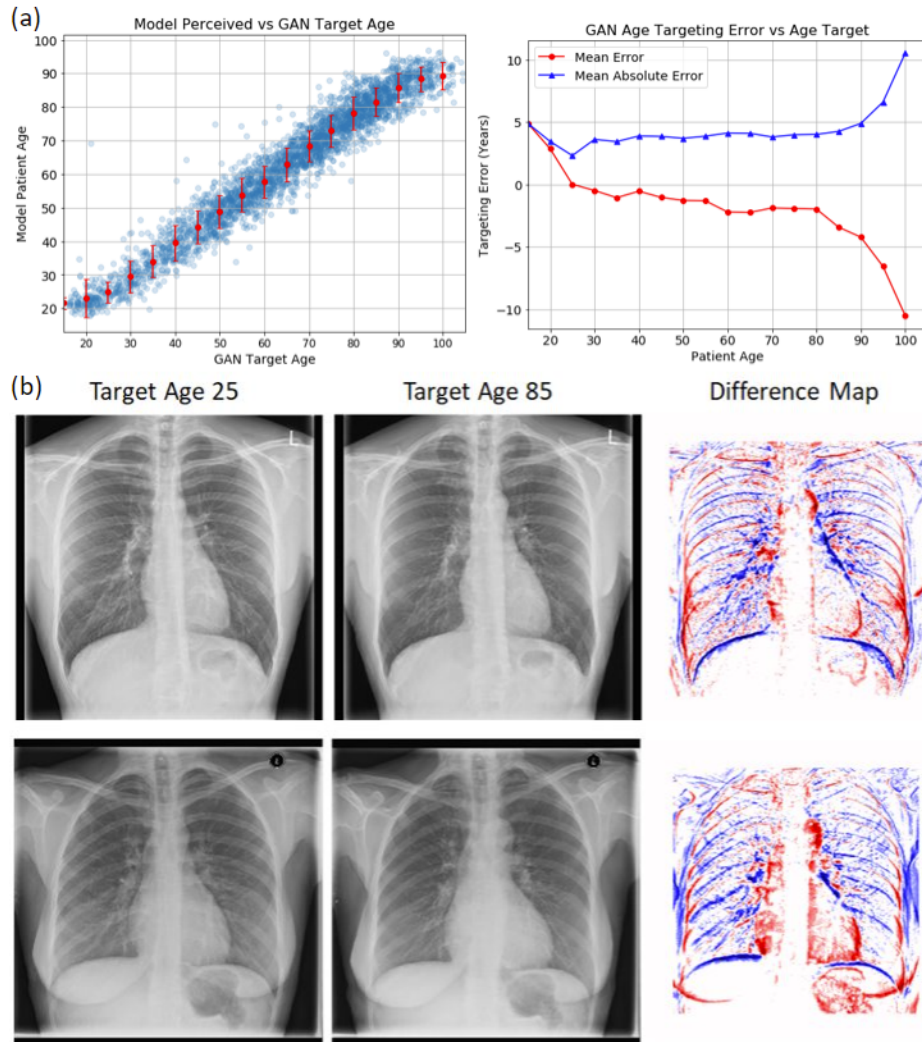 (a)
Model Perceived vs GAN Target Age
100
90
80
70
60
50
40
30
20
Model Patient Age
20 30 40 50 60 70 80 90 100
GAN Target Age
GAN Age Targeting Error vs Age Target
Mean Error
Mean Absolute Error
10
5
0
−5
−10
Targeting Error (Years)
20 30 40 50 60 70 80 90 100
Patient Age
(b)
Target Age 25 Target Age 85 Difference Map
L L